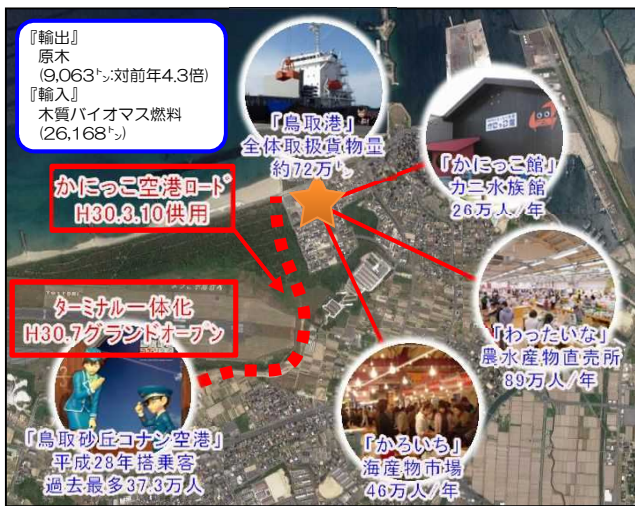 『輸出』
原木
(9,063㌧:対前年4.3倍)
『輸入』
木質バイオマス燃料
(26,168㌧)
「鳥取港」
全体取扱貨物量
約72万㌧
「かにっこ館」
カニ水族館
26万人/年
かにっこ空港ロード
H30.3.10供用
「わったいな」
農水産物直売所
89万人/年
ターミナル一体化
H30.7グランドオープン
「鳥取砂丘コナン空港」
平成28年搭乗客
過去最多37.3万人
「かろいち」
海産物市場
46万人/年